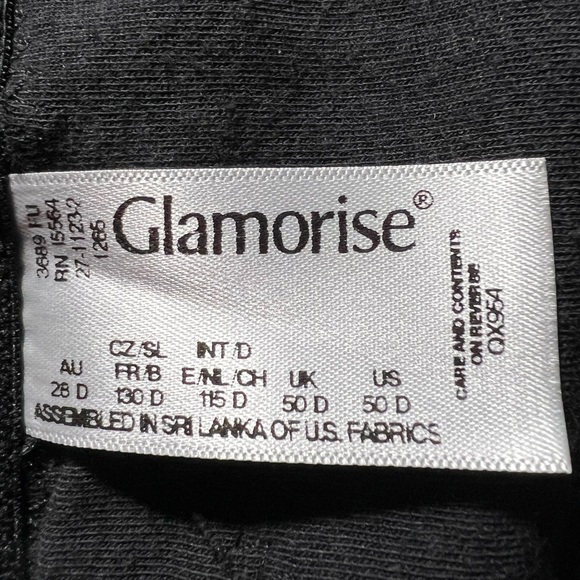 3689 FU
RN 15564
27-1123-2
1265
Glamorise®
CZ/SL INT/D
AU FR/B E/NL/CH UK US
28 D 130 D 115 D 50 D 50 D
ASSEMBLED IN SRI LANKA OF U.S. FABRICS
CARE AND CONTENTS
ON REVERSE
QX954